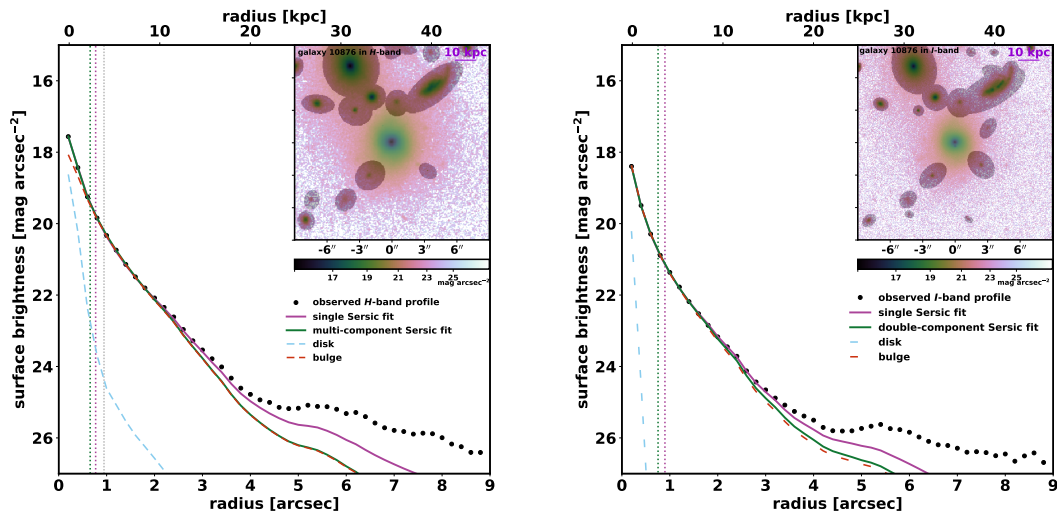 radius [kpc]
0 10 20 30 40
surface brightness [mag arcsec⁻²]
16
18
20
22
24
26
galaxy 10876 in H-band
10 kpc
-6″ -3″ 0″ 3″ 6″
17 19 21 23 25
mag arcsec⁻²
observed H-band profile
single Sersic fit
multi-component Sersic fit
disk
bulge
0 1 2 3 4 5 6 7 8 9
radius [arcsec]
radius [kpc]
0 10 20 30 40
surface brightness [mag arcsec⁻²]
16
18
20
22
24
26
galaxy 10876 in I-band
10 kpc
-6″ -3″ 0″ 3″ 6″
17 19 21 23 25
mag arcsec⁻²
observed I-band profile
single Sersic fit
double-component Sersic fit
disk
bulge
0 1 2 3 4 5 6 7 8 9
radius [arcsec]